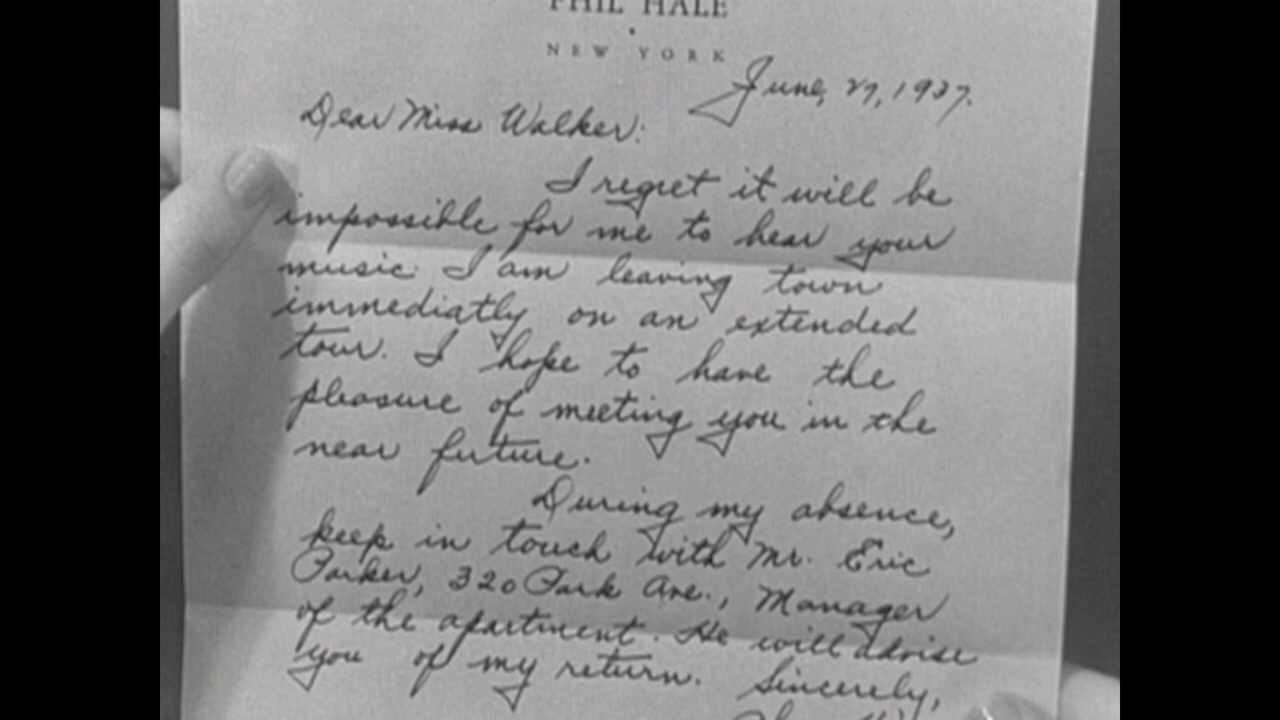 PHIL HALE
NEW YORK
June, 27, 1937.
Dear Miss Walker:
I regret it will be
impossible for me to hear your
music. I am leaving town
immediatly on an extended
tour. I hope to have the
pleasure of meeting you in the
near future.
During my absence,
keep in touch with Mr. Eric
Parker, 320 Park Ave., Manager
of the apartment. He will advise
you of my return. Sincerely,